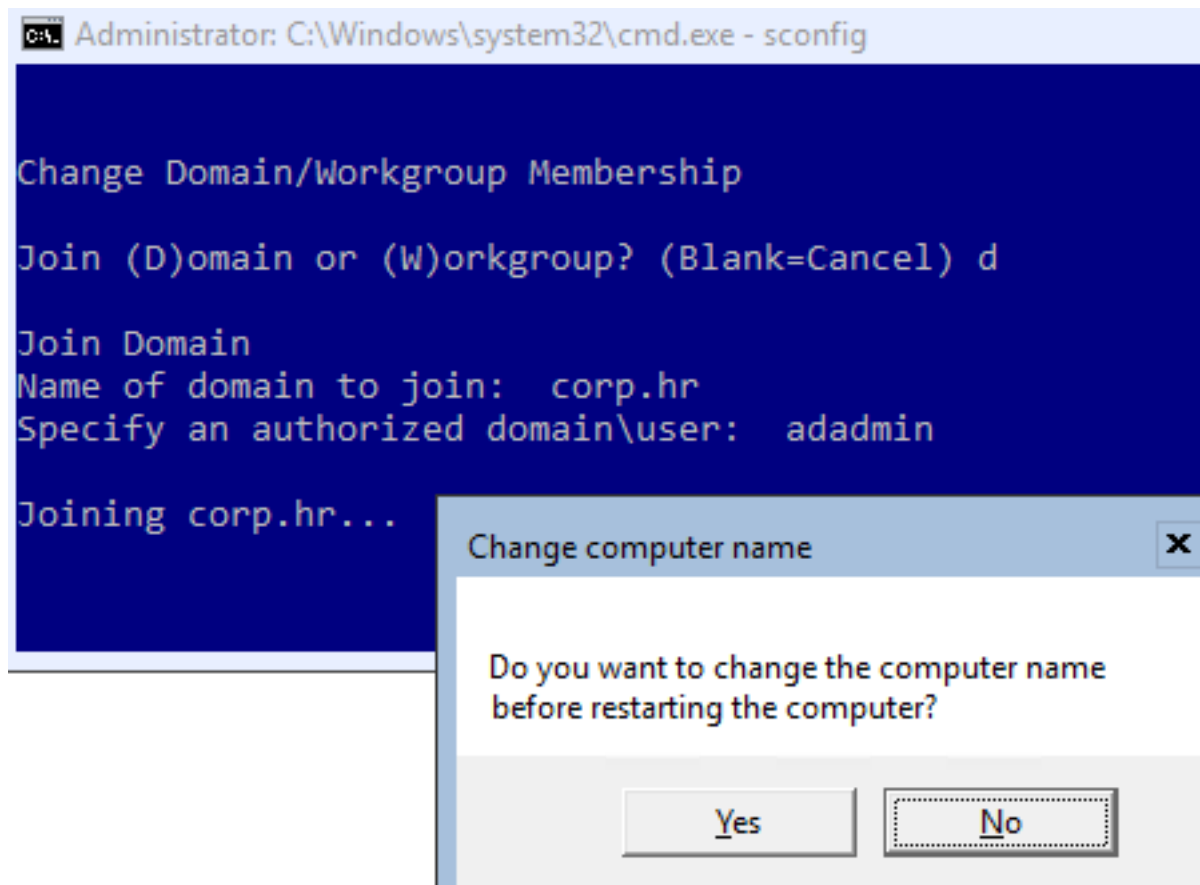 Administrator: C:\Windows\system32\cmd.exe - sconfig
Change Domain/Workgroup Membership
Join (D)omain or (W)orkgroup? (Blank=Cancel) d
Join Domain
Name of domain to join:  corp.hr
Specify an authorized domain\user:  adadmin
Joining corp.hr...
Change computer name
Do you want to change the computer name
before restarting the computer?
Yes
No